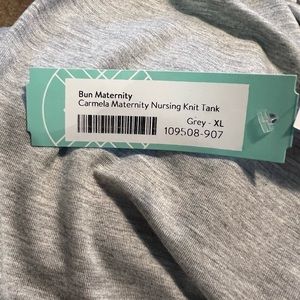 Bun Maternity
Carmela Maternity Nursing Knit Tank
Grey - XL
109508-907